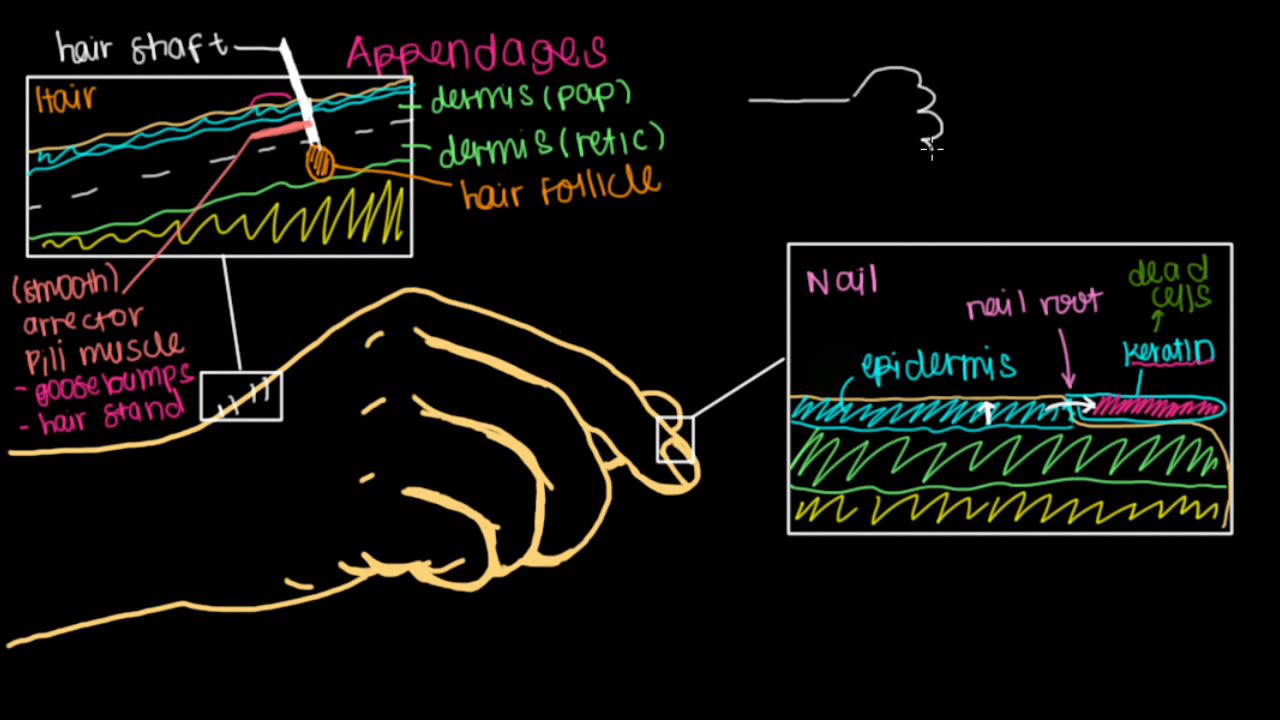 hair shaft
Appendages
Hair
dermis (pap)
dermis (retic)
hair follicle
(smooth)
arrector
pili muscle
- goosebumps
- hair stand
Nail
nail root
dead
cells
keratin
epidermis